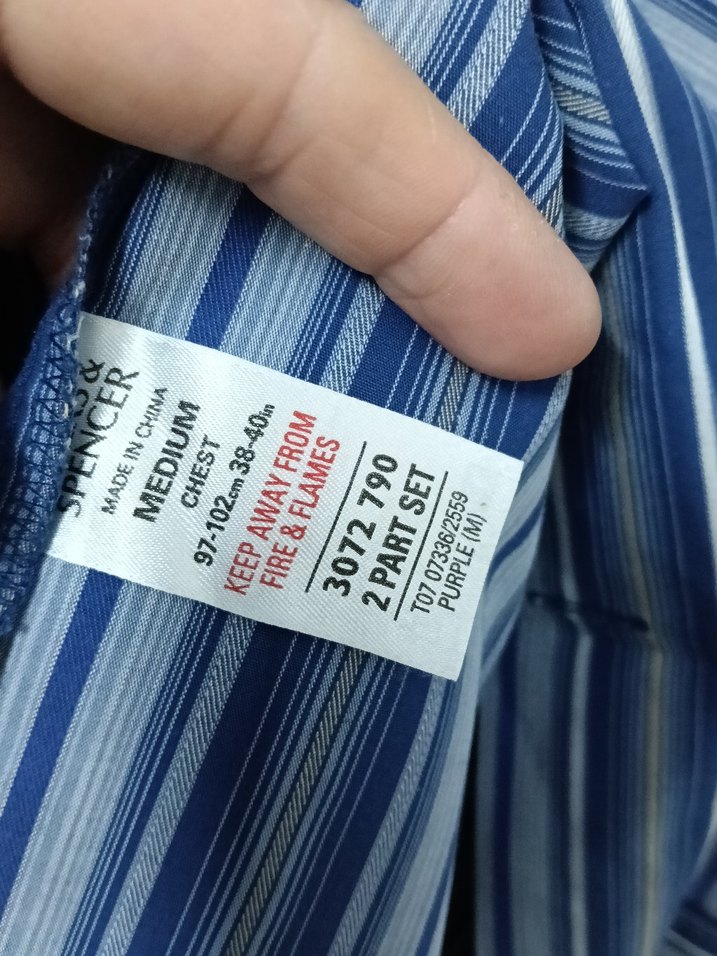 &
SPENCER
MADE IN CHINA
MEDIUM
CHEST
97-102cm 38-40in
KEEP AWAY FROM
FIRE & FLAMES
3072 790
2 PART SET
T07 07336/2559
PURPLE (M)